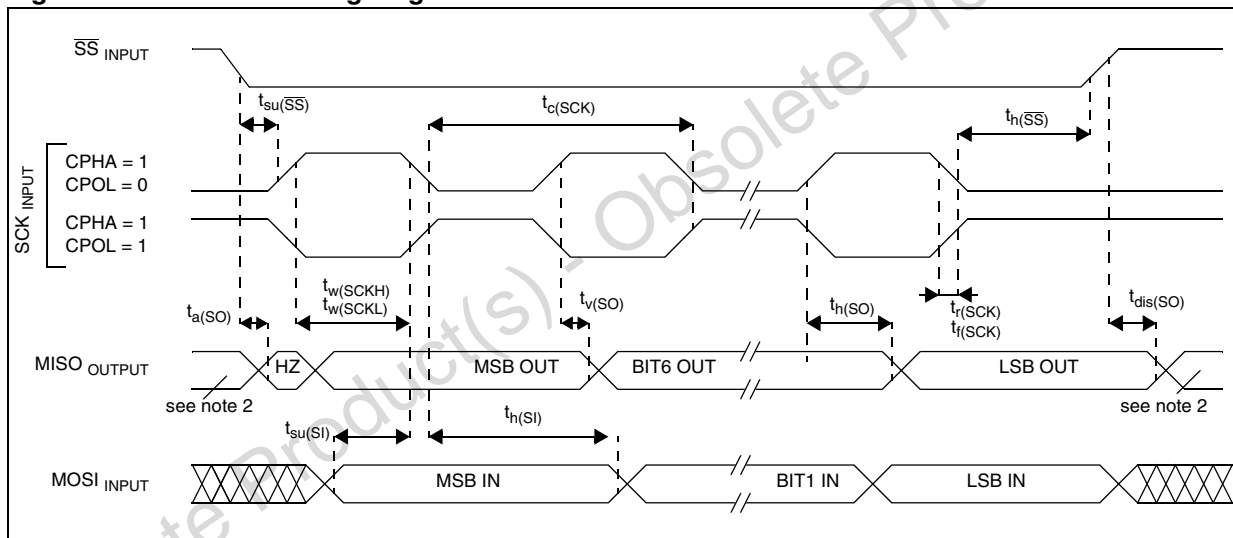 SS INPUT
tsu(SS)
tc(SCK)
th(SS)
SCK INPUT
CPHA = 1
CPOL = 0
CPHA = 1
CPOL = 1
ta(SO)
tw(SCKH)
tw(SCKL)
tv(SO)
th(SO)
tr(SCK)
tf(SCK)
tdis(SO)
MISO OUTPUT
HZ
MSB OUT
BIT6 OUT
LSB OUT
see note 2
see note 2
tsu(SI)
th(SI)
MOSI INPUT
MSB IN
BIT1 IN
LSB IN
Product(s) - Obsolete